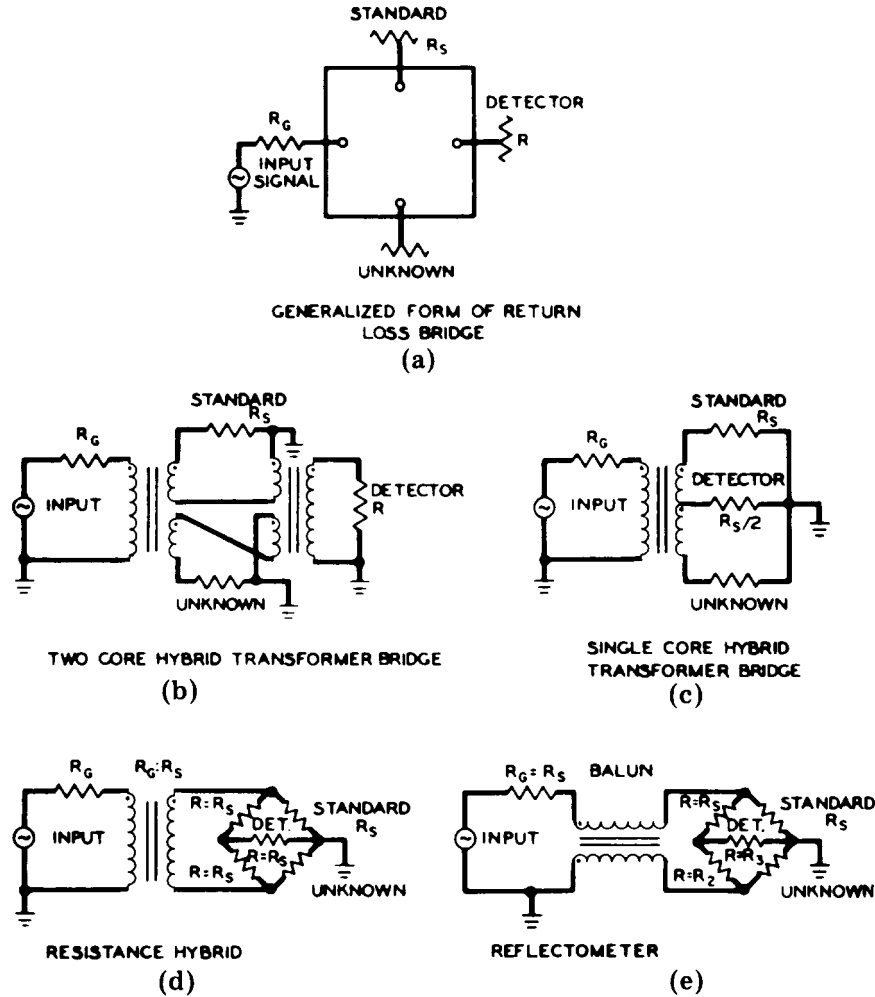 STANDARD
R_S
DETECTOR
R_G
R
INPUT
SIGNAL
UNKNOWN
GENERALIZED FORM OF RETURN
LOSS BRIDGE
(a)
STANDARD
R_S
R_G
INPUT
DETECTOR
R
UNKNOWN
TWO CORE HYBRID TRANSFORMER BRIDGE
(b)
STANDARD
R_S
R_G
DETECTOR
INPUT
R_S/2
UNKNOWN
SINGLE CORE HYBRID
TRANSFORMER BRIDGE
(c)
R_G
R_G=R_S
R=R_S
STANDARD
R_S
INPUT
DET.
R=R_S
R=R_S
UNKNOWN
RESISTANCE HYBRID
(d)
R_G=R_S
BALUN
R=R_S
STANDARD
R_S
INPUT
DET.
R=R_3
R=R_2
UNKNOWN
REFLECTOMETER
(e)